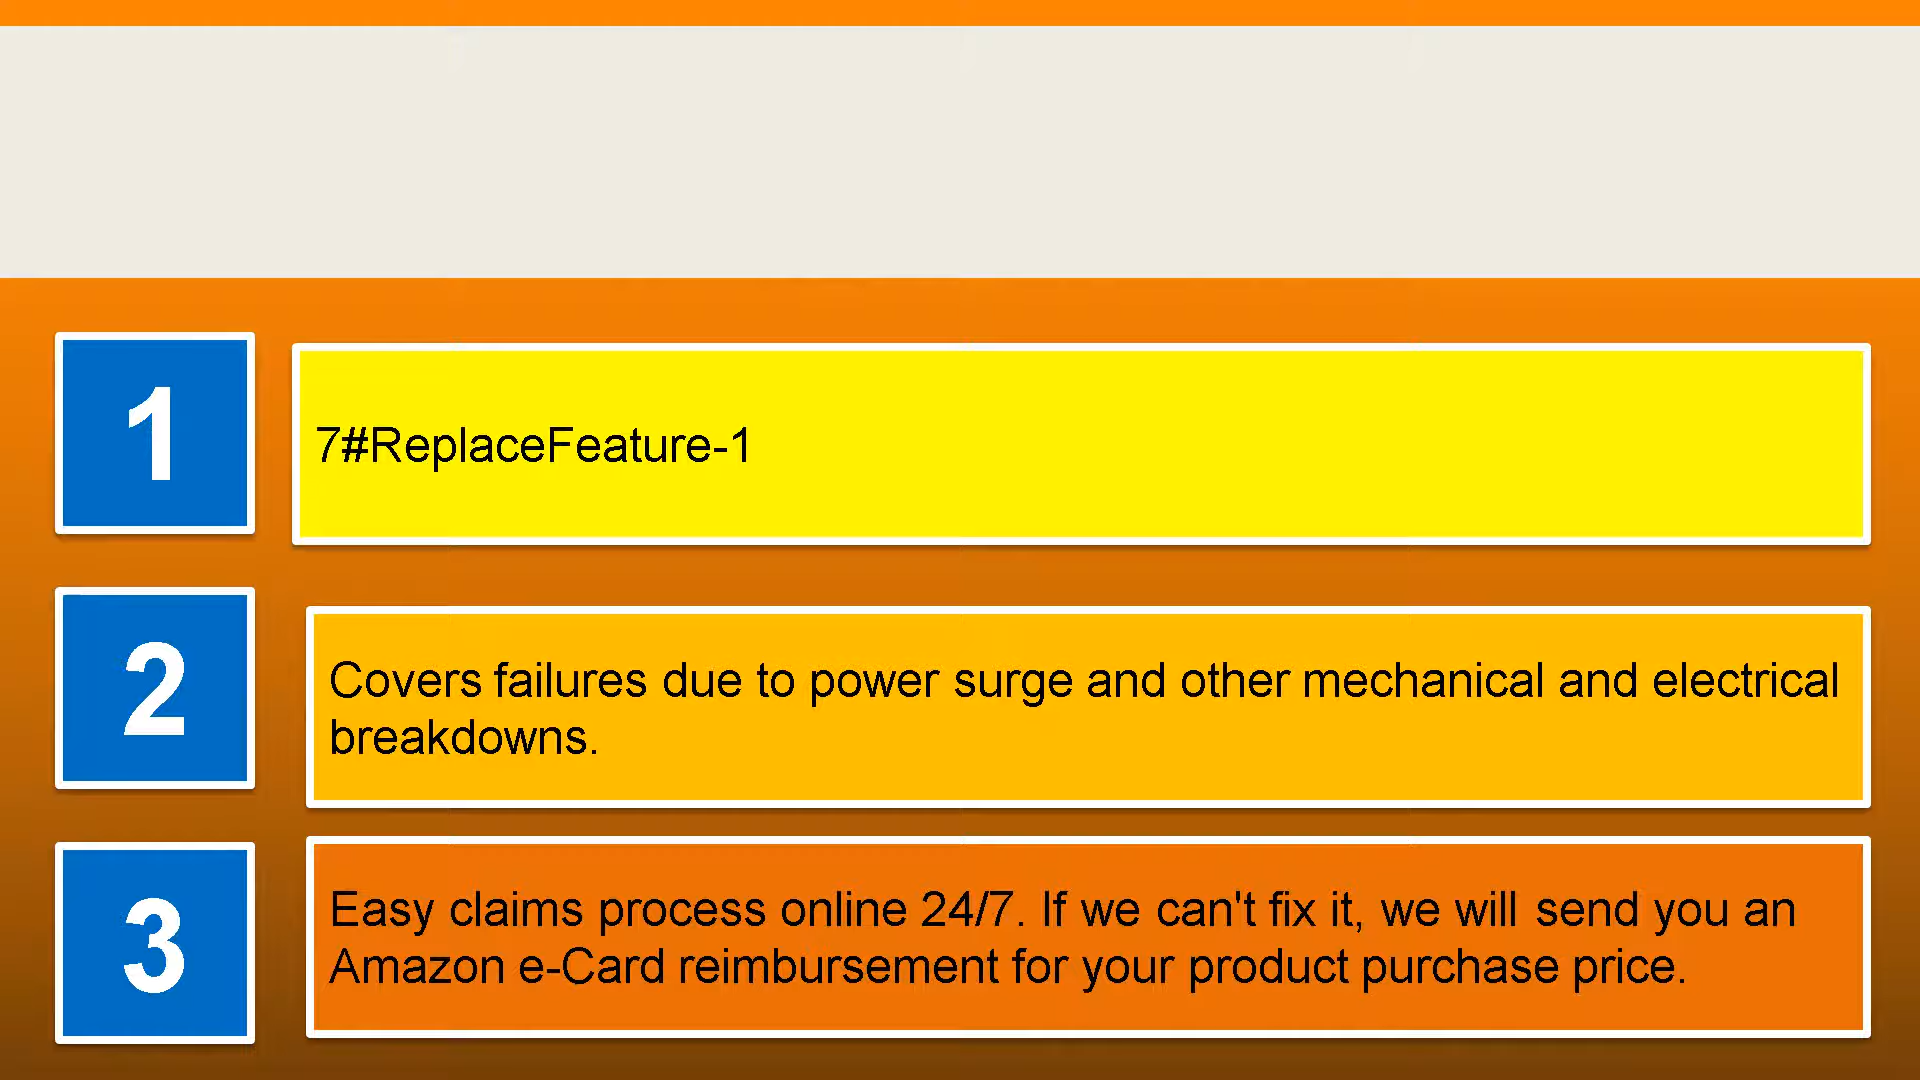 1
7#ReplaceFeature-1
2
Covers failures due to power surge and other mechanical and electrical
breakdowns.
3
Easy claims process online 24/7. If we can't fix it, we will send you an
Amazon e-Card reimbursement for your product purchase price.